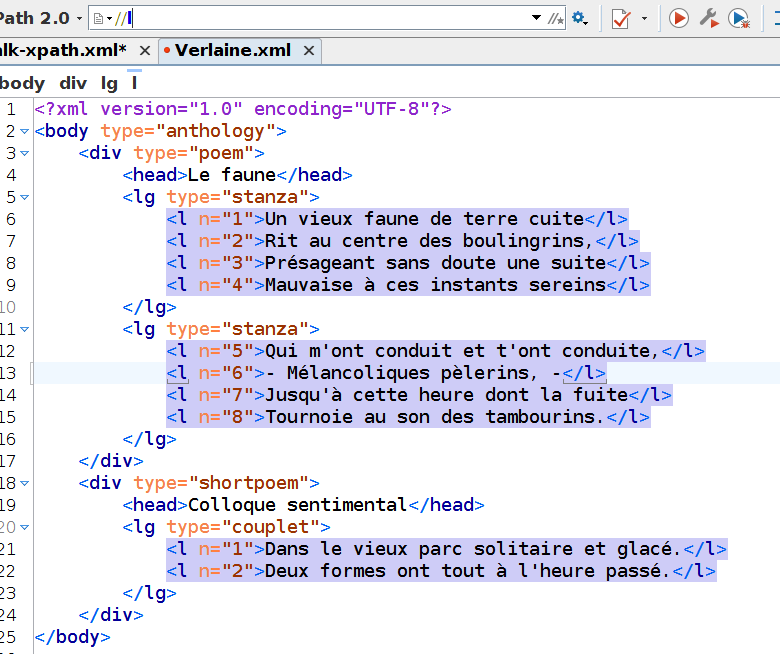 Path 2.0 //l
lk-xpath.xml* × Verlaine.xml ×
body div lg l
1 <?xml version="1.0" encoding="UTF-8"?>
2 <body type="anthology">
3 <div type="poem">
4 <head>Le faune</head>
5 <lg type="stanza">
6 <l n="1">Un vieux faune de terre cuite</l>
7 <l n="2">Rit au centre des boulingrins,</l>
8 <l n="3">Présageant sans doute une suite</l>
9 <l n="4">Mauvaise à ces instants sereins</l>
10 </lg>
11 <lg type="stanza">
12 <l n="5">Qui m'ont conduit et t'ont conduite,</l>
13 <l n="6">- Mélancoliques pèlerins, -</l>
14 <l n="7">Jusqu'à cette heure dont la fuite</l>
15 <l n="8">Tournoie au son des tambourins.</l>
16 </lg>
17 </div>
18 <div type="shortpoem">
19 <head>Colloque sentimental</head>
20 <lg type="couplet">
21 <l n="1">Dans le vieux parc solitaire et glacé.</l>
22 <l n="2">Deux formes ont tout à l'heure passé.</l>
23 </lg>
24 </div>
25 </body>